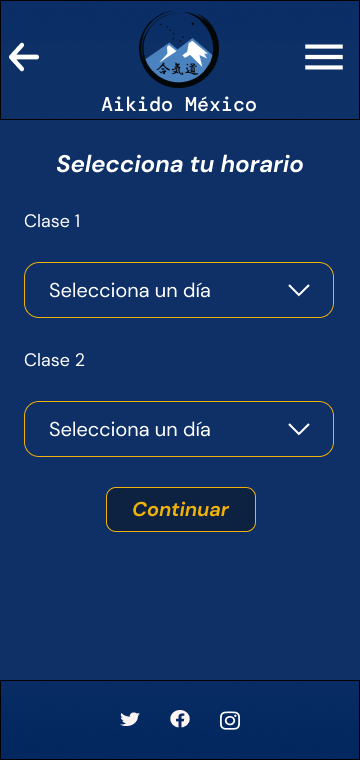 合気道
Aikido México
Selecciona tu horario
Clase 1
Selecciona un día
Clase 2
Selecciona un día
Continuar